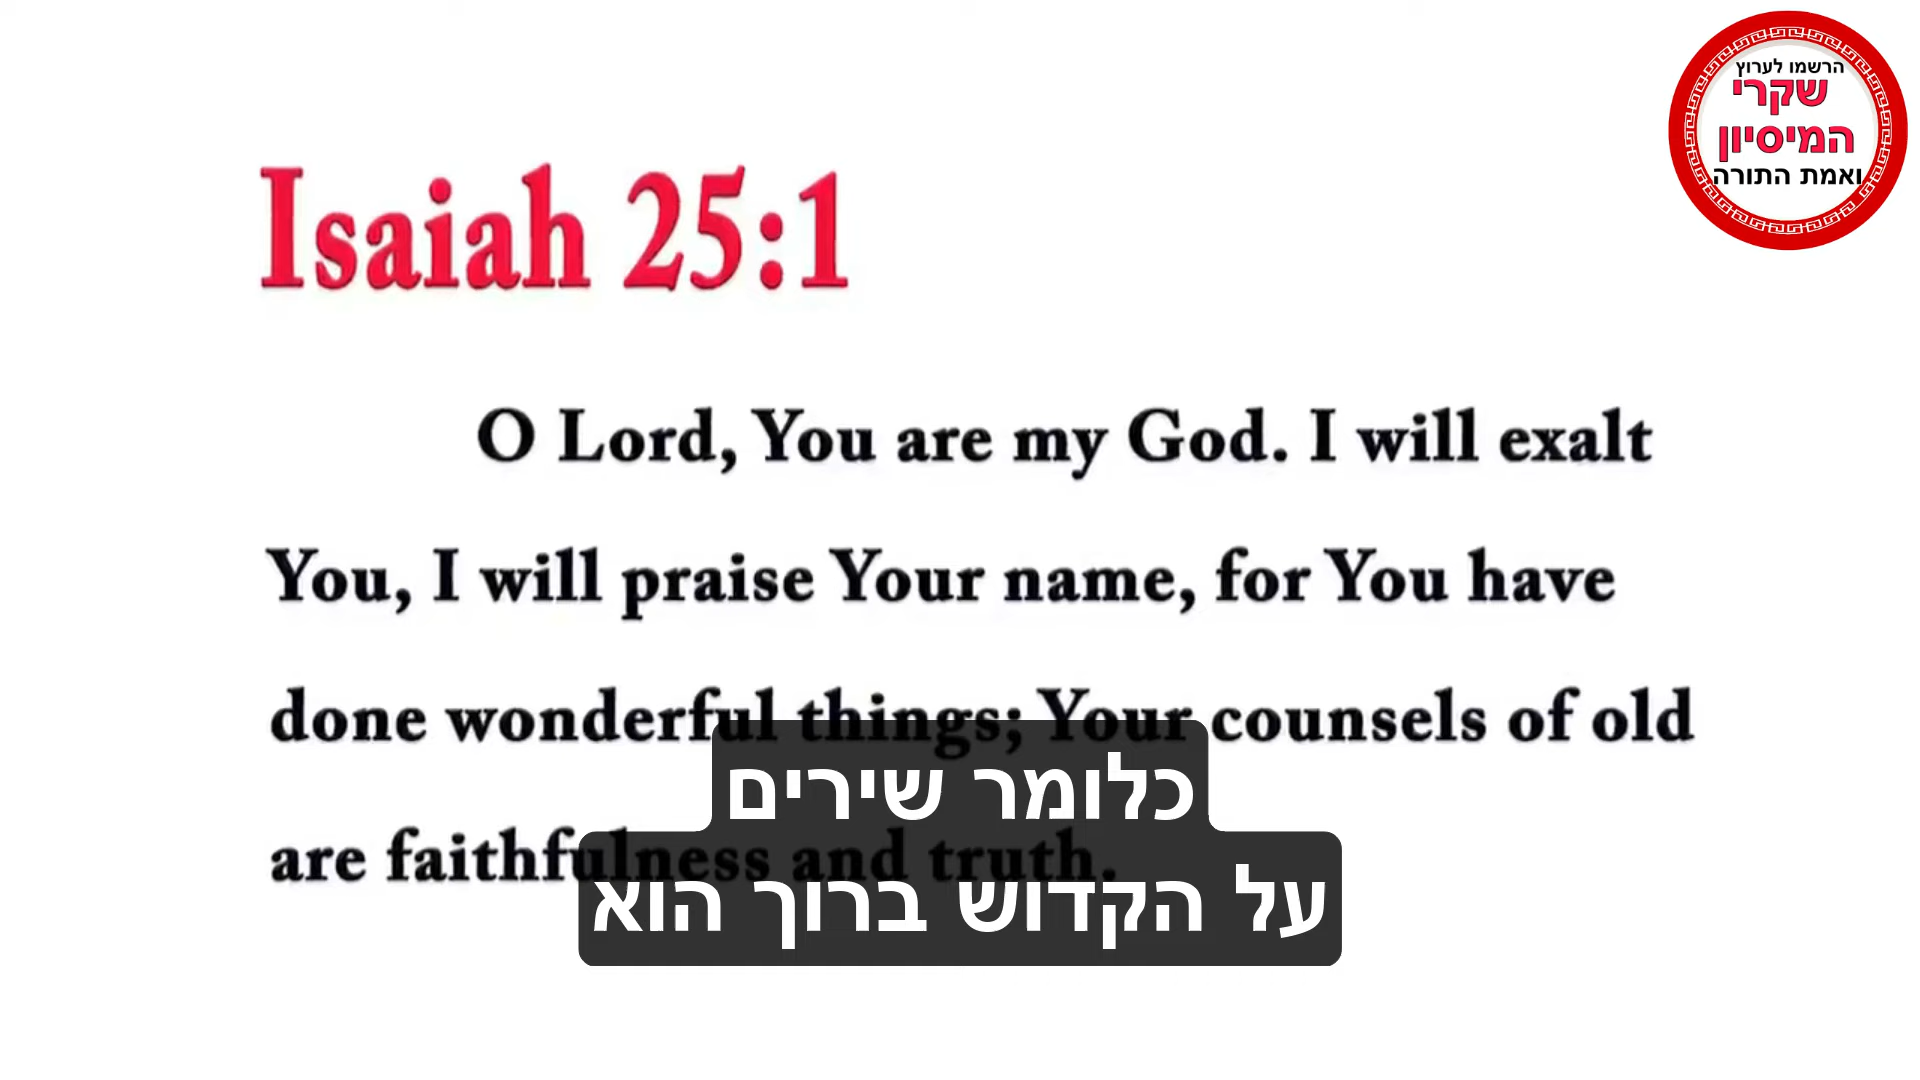 הרשמו לערוץ
שקרי
המיסיון
ואמת התורה
Isaiah 25:1
O Lord, You are my God. I will exalt
You, I will praise Your name, for You have
done wonderful things; Your counsels of old
are faithfulness and truth.
כלומר שירים
על הקדוש ברוך הוא